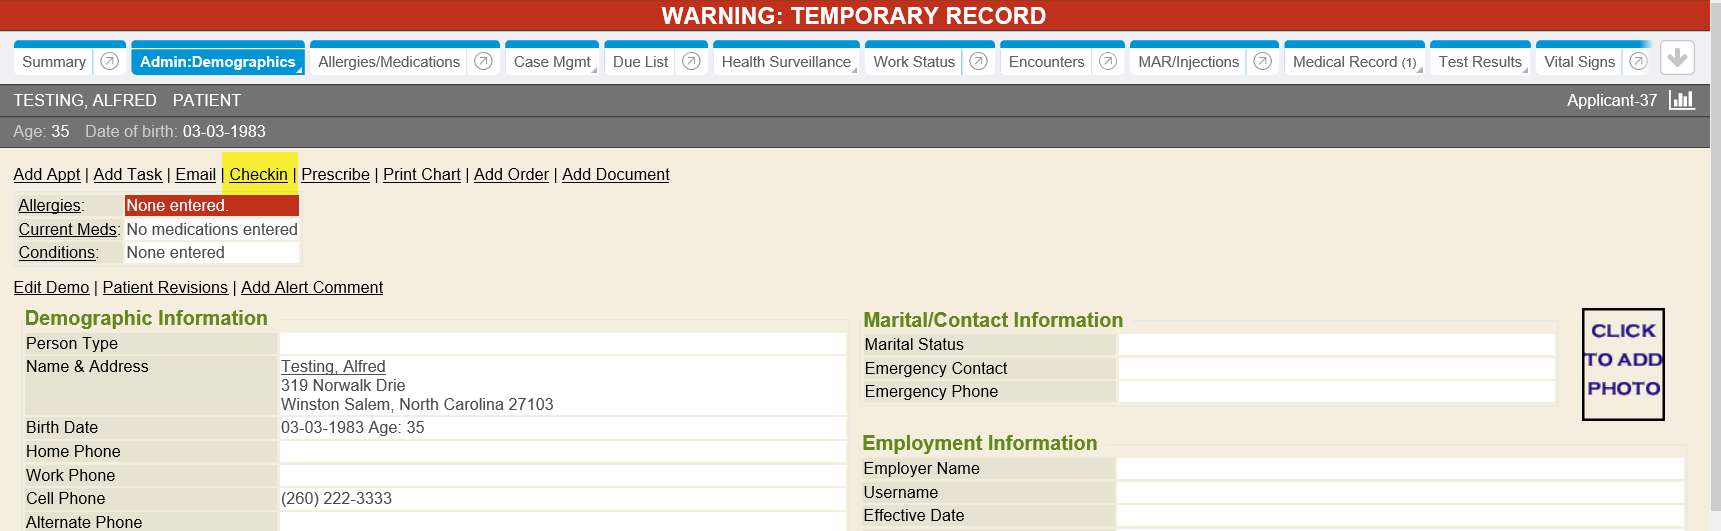 WARNING: TEMPORARY RECORD
Summary Admin:Demographics Allergies/Medications Case Mgmt Due List Health Surveillance Work Status Encounters MAR/Injections Medical Record (1) Test Results Vital Signs
TESTING, ALFRED PATIENT Applicant-37
Age: 35 Date of birth: 03-03-1983
Add Appt | Add Task | Email | Checkin | Prescribe | Print Chart | Add Order | Add Document
Allergies: None entered.
Current Meds: No medications entered
Conditions: None entered
Edit Demo | Patient Revisions | Add Alert Comment
Demographic Information
Person Type
Name & Address Testing, Alfred
319 Norwalk Drie
Winston Salem, North Carolina 27103
Birth Date 03-03-1983 Age: 35
Home Phone
Work Phone
Cell Phone (260) 222-3333
Alternate Phone
Marital/Contact Information
Marital Status
Emergency Contact
Emergency Phone
CLICK
TO ADD
PHOTO
Employment Information
Employer Name
Username
Effective Date